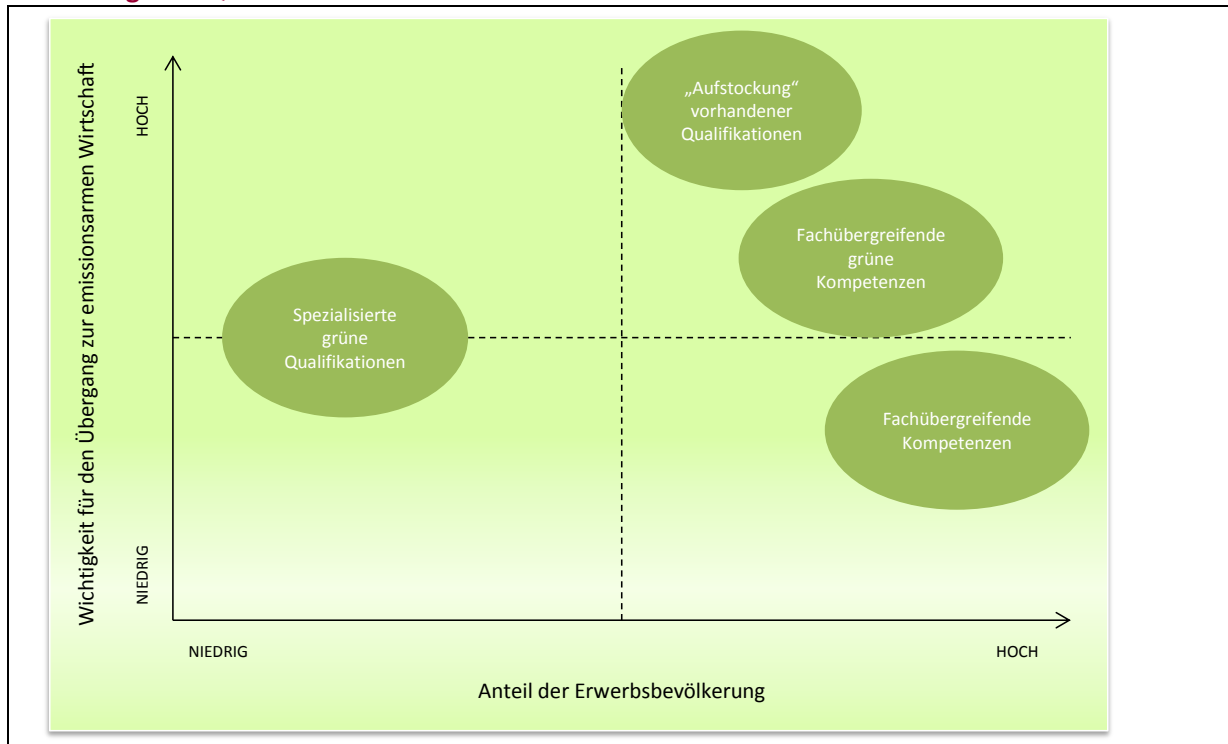 Wichtigkeit für den Übergang zur emissionsarmen Wirtschaft
HOCH
NIEDRIG
„Aufstockung“
vorhandener
Qualifikationen
Fachübergreifende
grüne
Kompetenzen
Spezialisierte
grüne
Qualifikationen
Fachübergreifende
Kompetenzen
NIEDRIG
HOCH
Anteil der Erwerbsbevölkerung